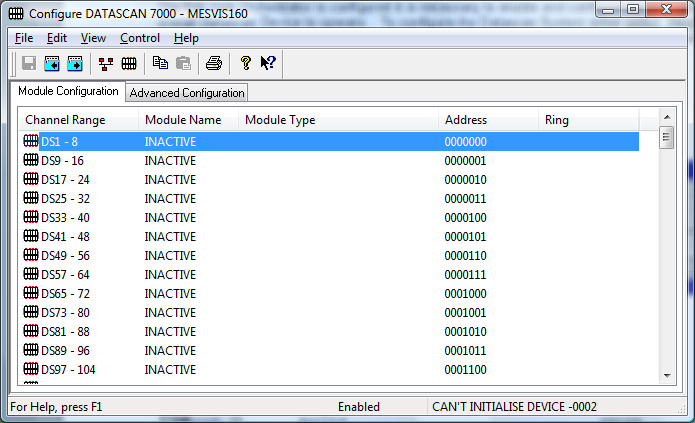 Configure DATASCAN 7000 - MESVIS160
File Edit View Control Help
Module Configuration Advanced Configuration
Channel Range Module Name Module Type Address Ring
DS1 - 8 INACTIVE 0000000
DS9 - 16 INACTIVE 0000001
DS17 - 24 INACTIVE 0000010
DS25 - 32 INACTIVE 0000011
DS33 - 40 INACTIVE 0000100
DS41 - 48 INACTIVE 0000101
DS49 - 56 INACTIVE 0000110
DS57 - 64 INACTIVE 0000111
DS65 - 72 INACTIVE 0001000
DS73 - 80 INACTIVE 0001001
DS81 - 88 INACTIVE 0001010
DS89 - 96 INACTIVE 0001011
DS97 - 104 INACTIVE 0001100
For Help, press F1 Enabled CAN'T INITIALISE DEVICE -0002